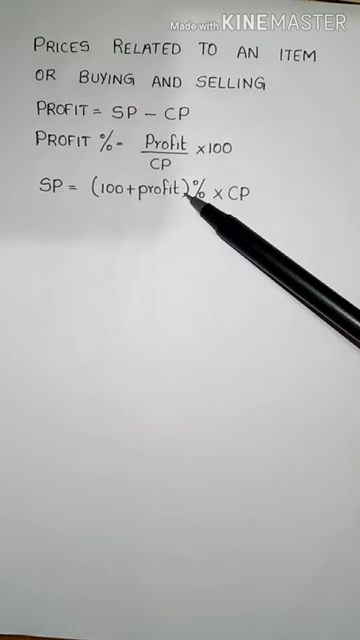 Made with KINEMASTER
PRICES RELATED TO AN ITEM
OR BUYING AND SELLING
PROFIT = SP - CP
PROFIT %= Profit/CP ×100
SP = (100+profit)% × CP